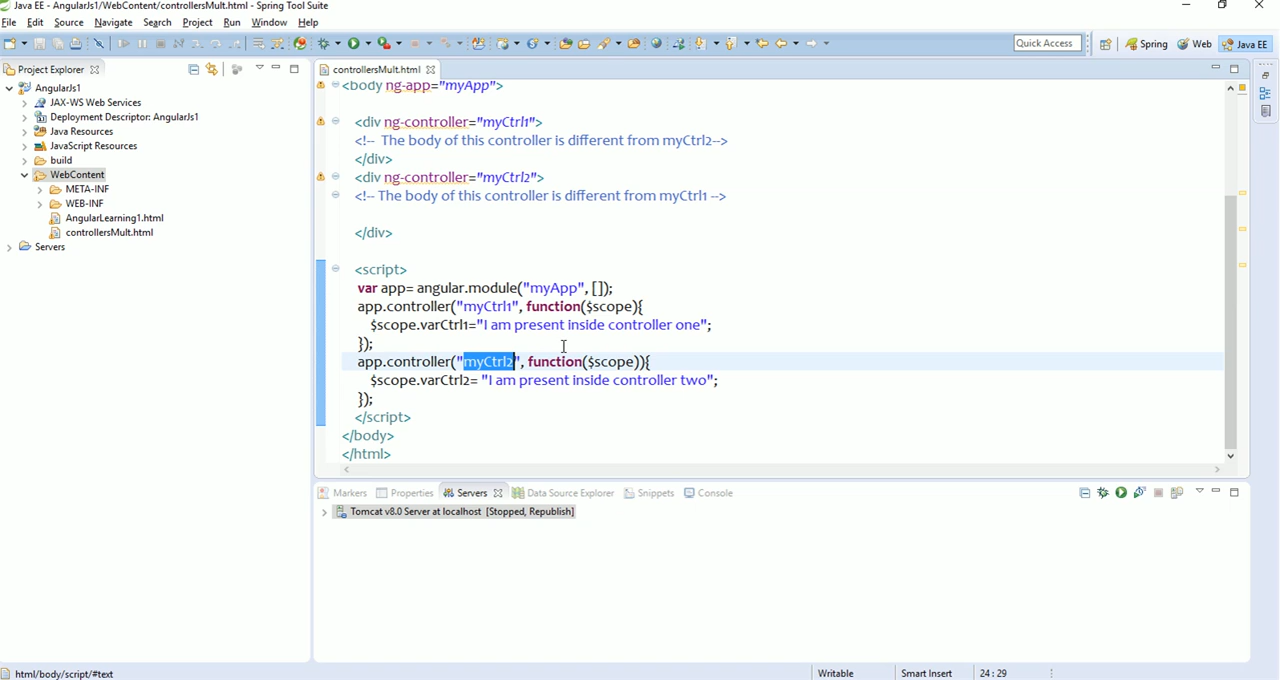 Java EE - AngularJs1/WebContent/controllersMult.html - Spring Tool Suite
File Edit Source Navigate Search Project Run Window Help
Quick Access Spring Web Java EE
Project Explorer
controllersMult.html
AngularJs1
JAX-WS Web Services
Deployment Descriptor: AngularJs1
Java Resources
JavaScript Resources
build
WebContent
META-INF
WEB-INF
AngularLearning1.html
controllersMult.html
Servers
<body ng-app="myApp">
<div ng-controller="myCtrl1">
<!-- The body of this controller is different from myCtrl2-->
</div>
<div ng-controller="myCtrl2">
<!-- The body of this controller is different from myCtrl1 -->
</div>
<script>
var app= angular.module("myApp", []);
app.controller("myCtrl1", function($scope){
$scope.varCtrl1="I am present inside controller one";
});
app.controller("myCtrl2", function($scope)){
$scope.varCtrl2= "I am present inside controller two";
});
</script>
</body>
</html>
Markers Properties Servers Data Source Explorer Snippets Console
Tomcat v8.0 Server at localhost [Stopped, Republish]
html/body/script/#text Writable Smart Insert 24 : 29